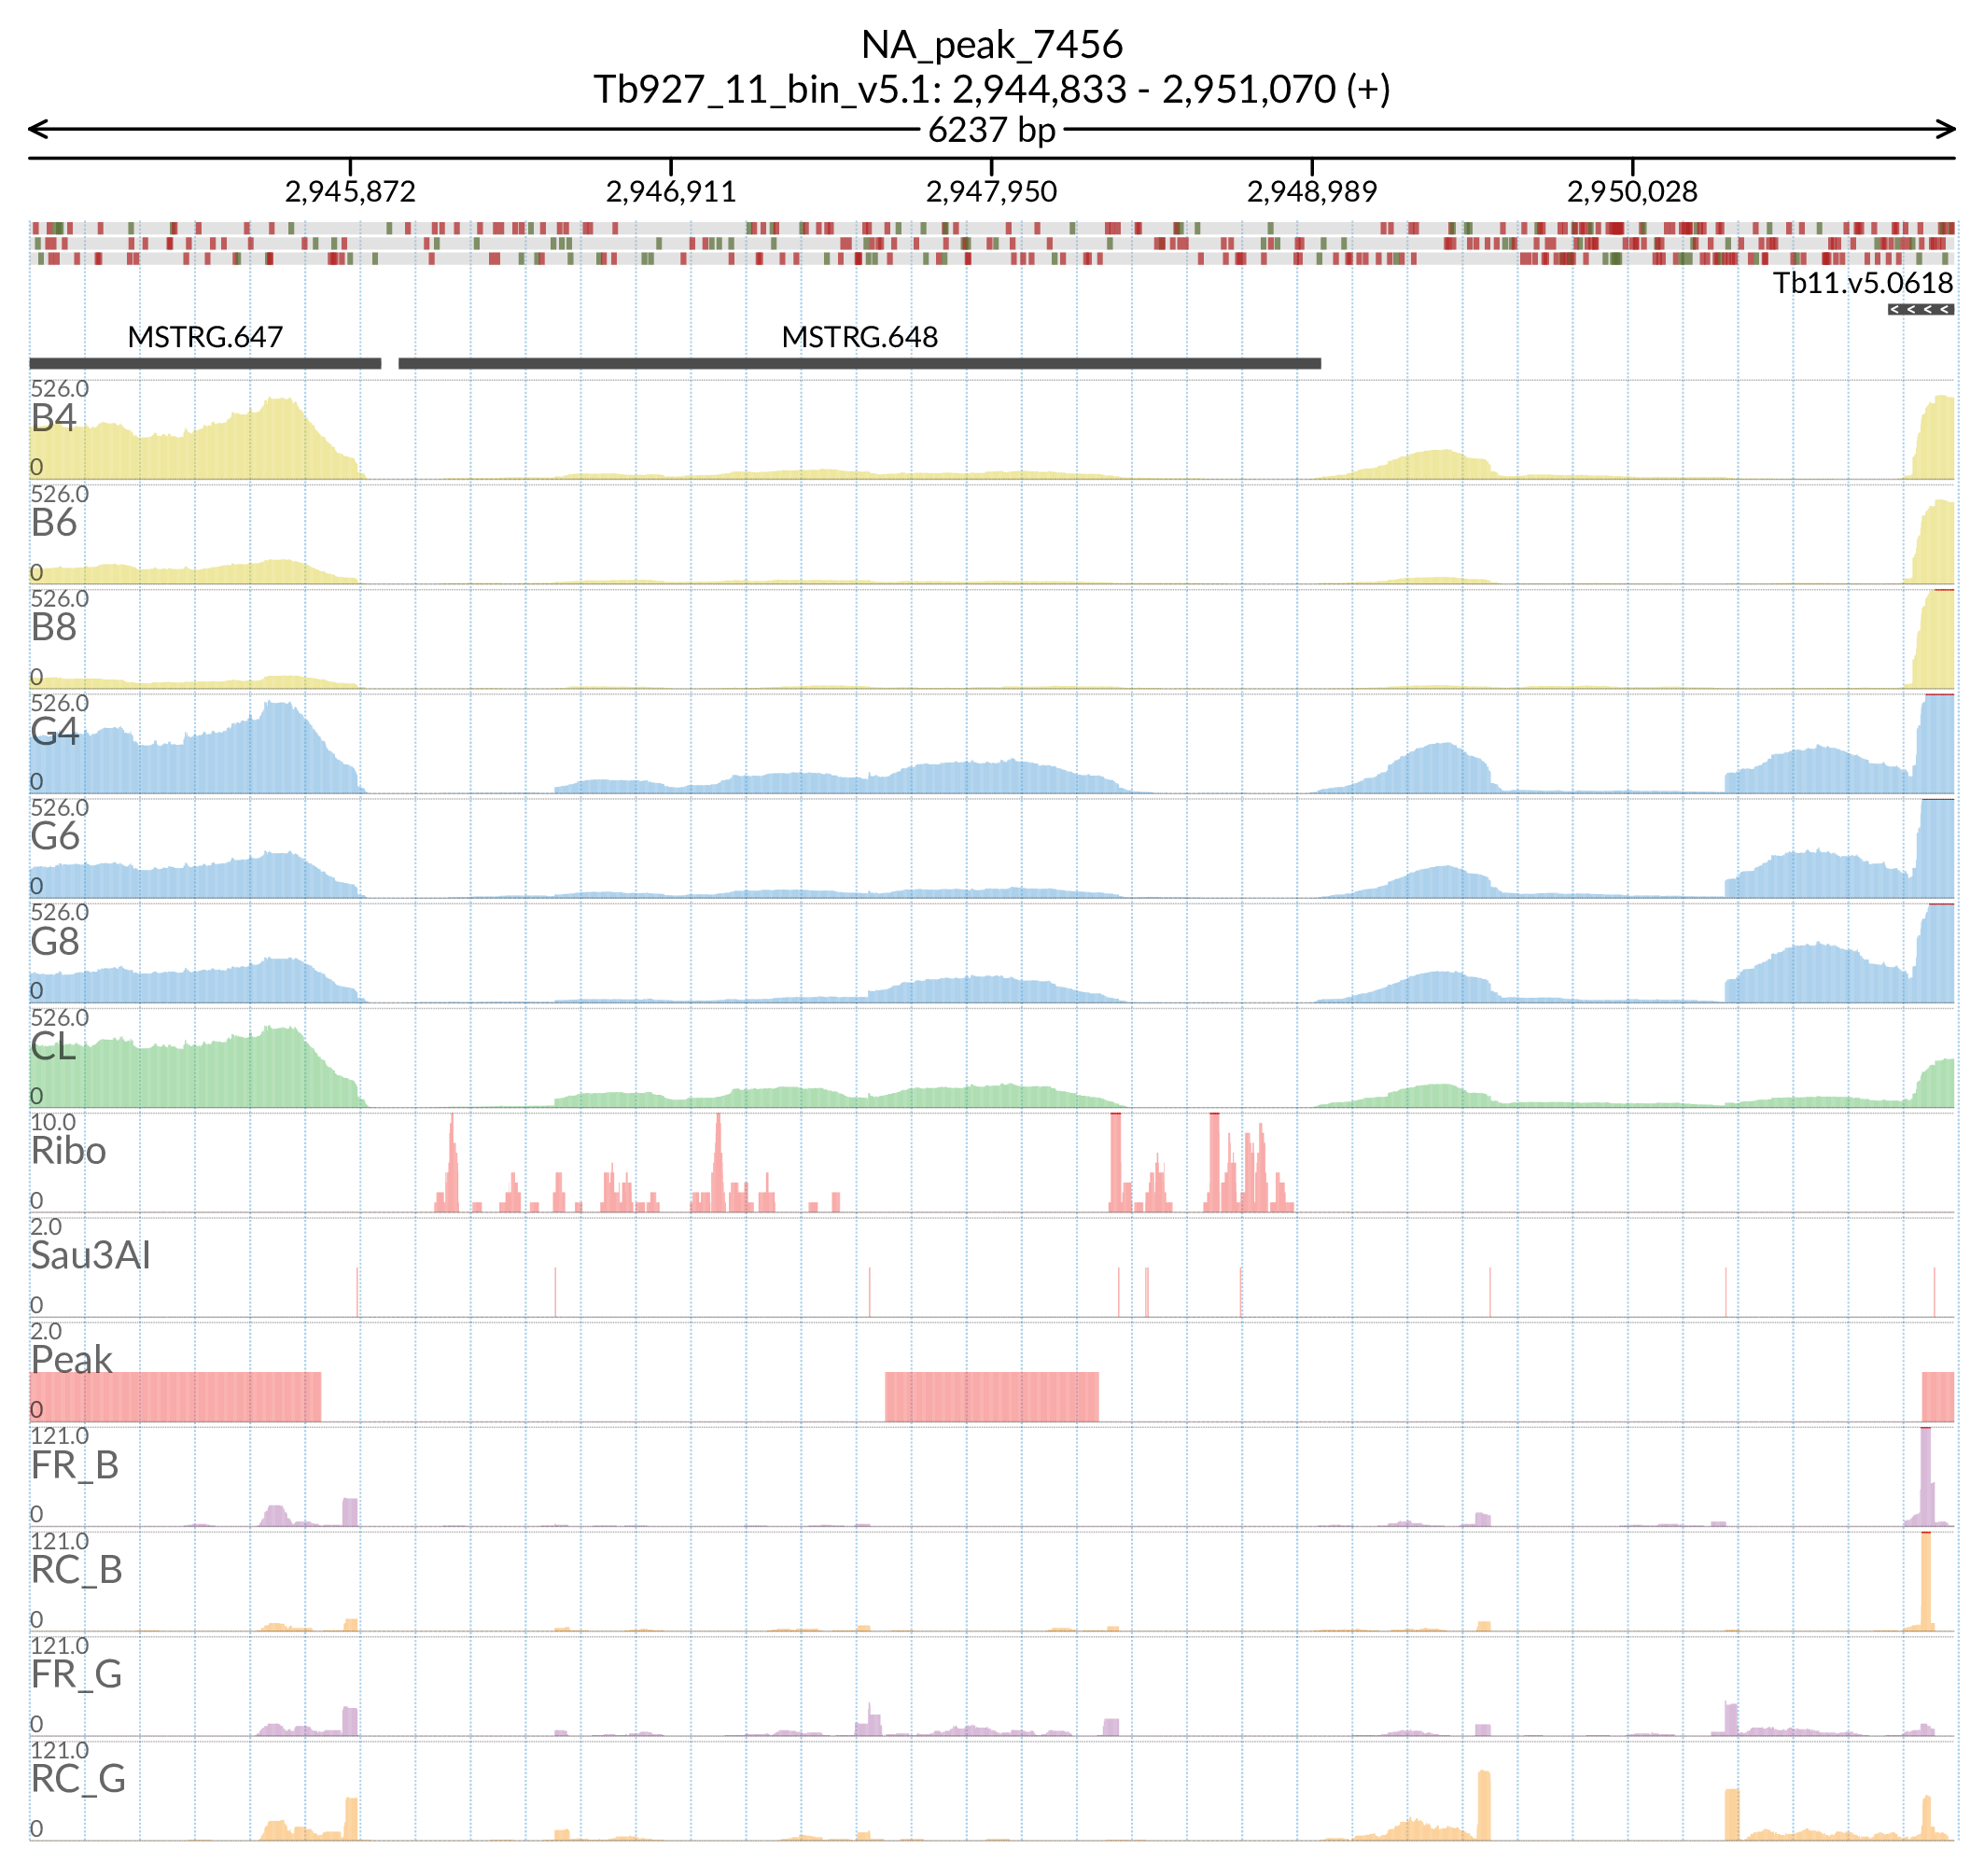 NA_peak_7456
Tb927_11_bin_v5.1: 2,944,833 - 2,951,070 (+)
6237 bp
2,945,872 2,946,911 2,947,950 2,948,989 2,950,028
Tb11.v5.0618
MSTRG.647 MSTRG.648
526.0
B4
0
526.0
B6
0
526.0
B8
0
526.0
G4
0
526.0
G6
0
526.0
G8
0
526.0
CL
0
10.0
Ribo
0
2.0
Sau3AI
0
2.0
Peak
0
121.0
FR_B
0
121.0
RC_B
0
121.0
FR_G
0
121.0
RC_G
0